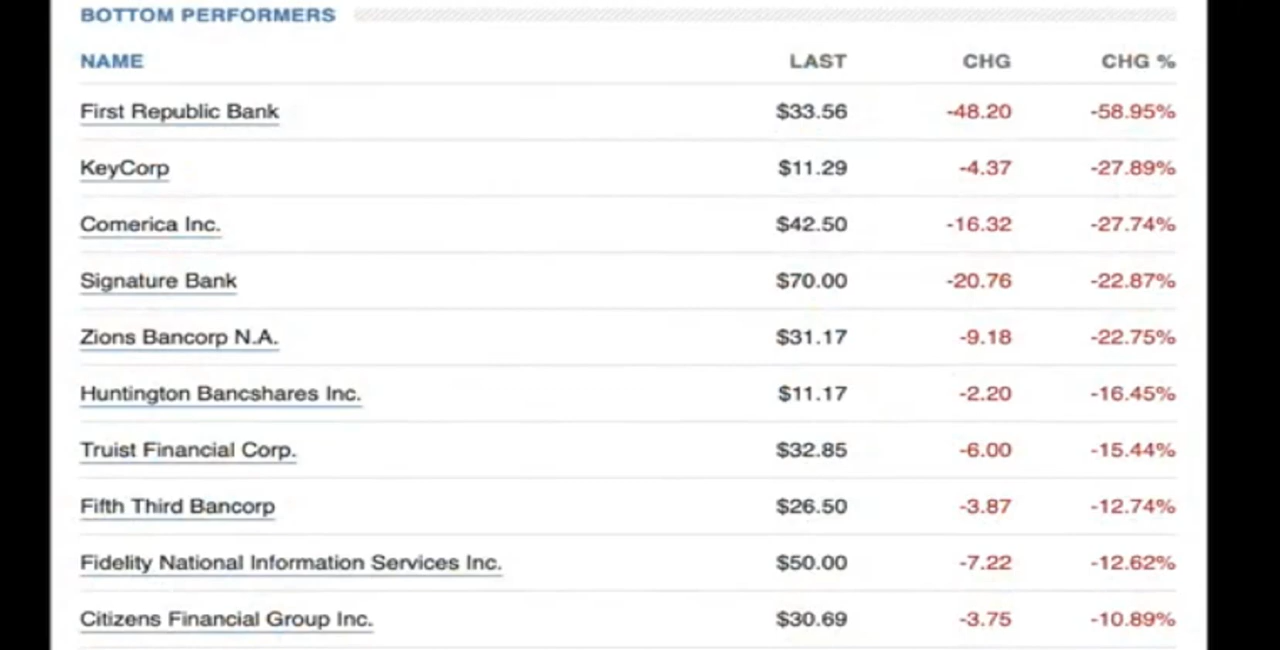 BOTTOM PERFORMERS
NAME LAST CHG CHG %
First Republic Bank $33.56 -48.20 -58.95%
KeyCorp $11.29 -4.37 -27.89%
Comerica Inc. $42.50 -16.32 -27.74%
Signature Bank $70.00 -20.76 -22.87%
Zions Bancorp N.A. $31.17 -9.18 -22.75%
Huntington Bancshares Inc. $11.17 -2.20 -16.45%
Truist Financial Corp. $32.85 -6.00 -15.44%
Fifth Third Bancorp $26.50 -3.87 -12.74%
Fidelity National Information Services Inc. $50.00 -7.22 -12.62%
Citizens Financial Group Inc. $30.69 -3.75 -10.89%